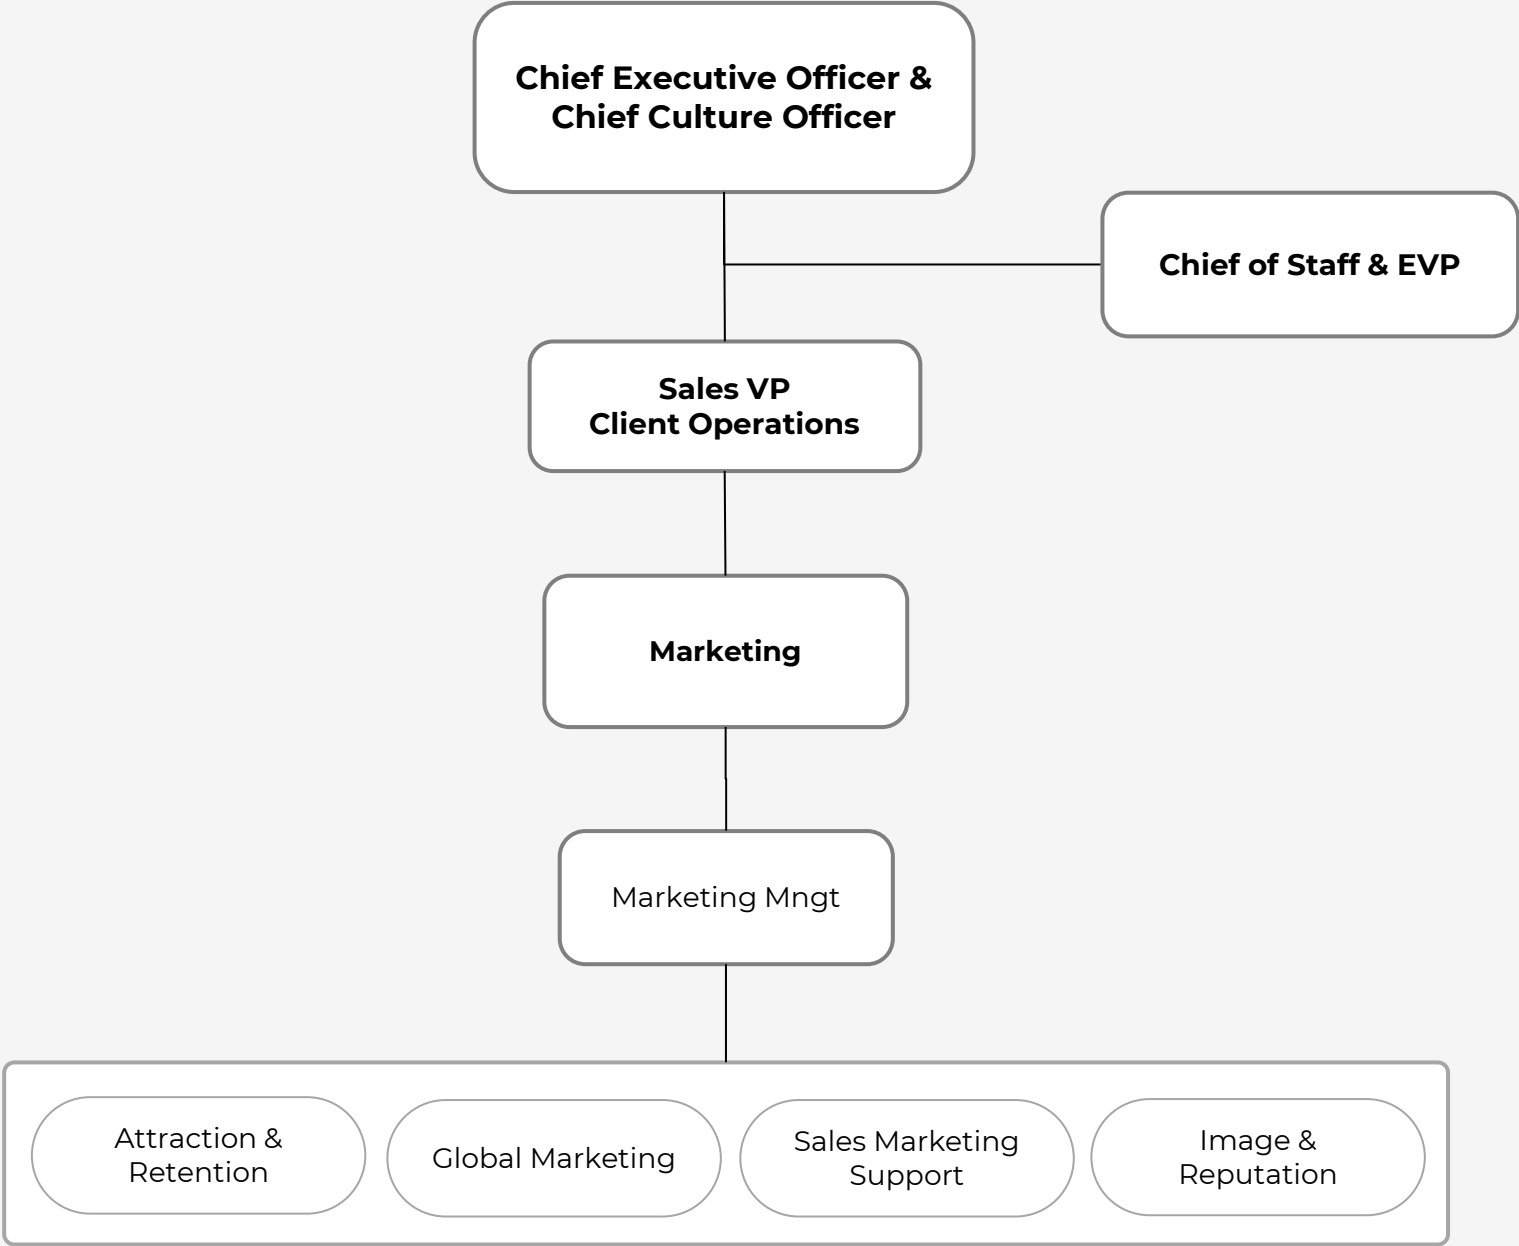 Chief Executive Officer &
Chief Culture Officer
Chief of Staff & EVP
Sales VP
Client Operations
Marketing
Marketing Mngt
Attraction &
Retention
Global Marketing
Sales Marketing
Support
Image &
Reputation